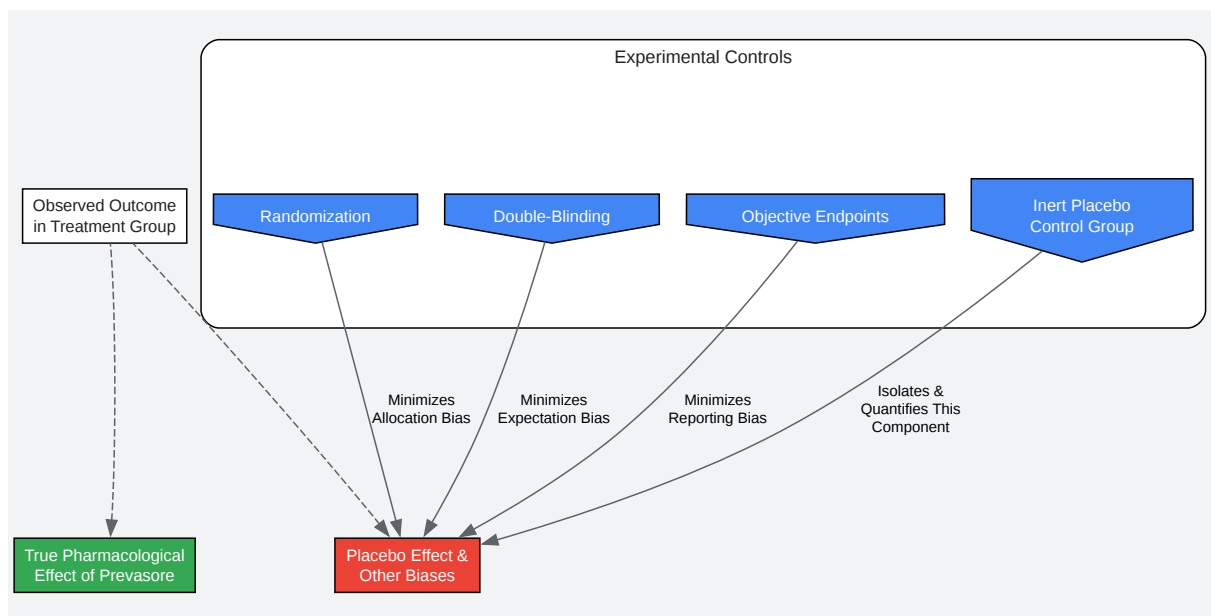 Experimental Controls
Observed Outcome
in Treatment Group
Randomization
Double-Blinding
Objective Endpoints
Inert Placebo
Control Group
Minimizes
Allocation Bias
Minimizes
Expectation Bias
Minimizes
Reporting Bias
Isolates &
Quantifies This
Component
True Pharmacological
Effect of Prevasore
Placebo Effect &
Other Biases